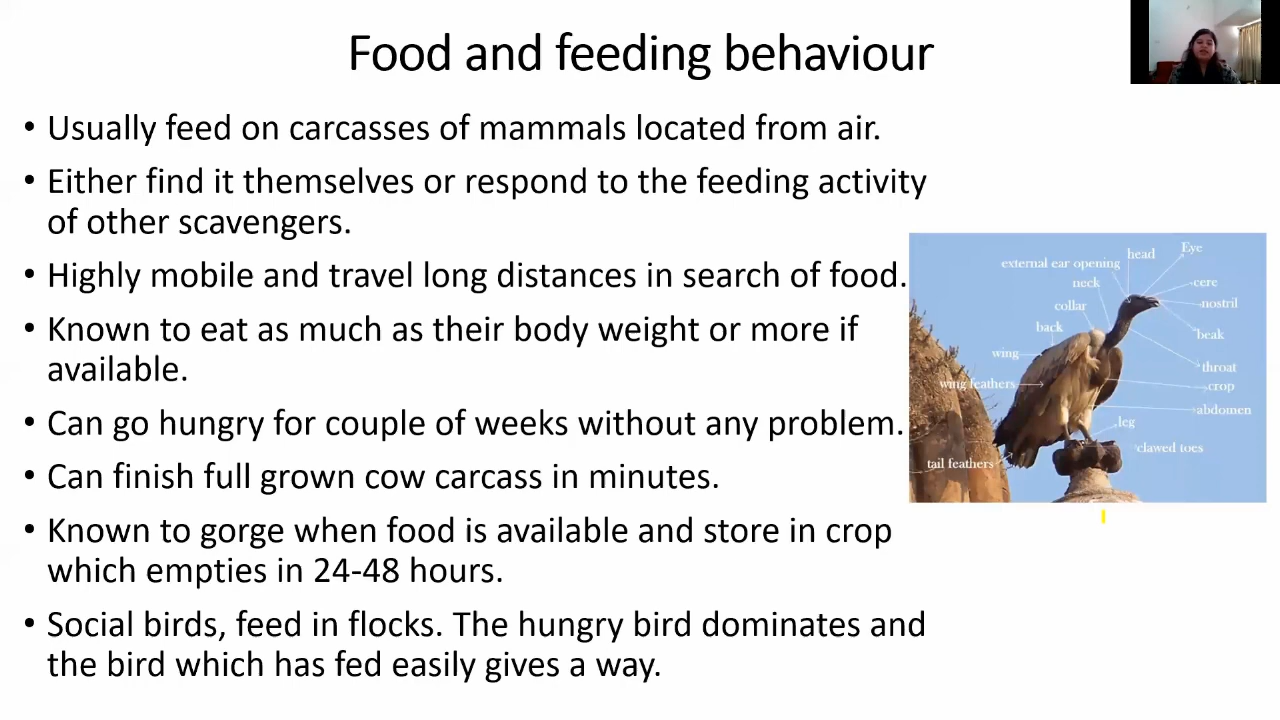 Food and feeding behaviour
• Usually feed on carcasses of mammals located from air.
• Either find it themselves or respond to the feeding activity
of other scavengers.
• Highly mobile and travel long distances in search of food.
• Known to eat as much as their body weight or more if
available.
• Can go hungry for couple of weeks without any problem.
• Can finish full grown cow carcass in minutes.
• Known to gorge when food is available and store in crop
which empties in 24-48 hours.
• Social birds, feed in flocks. The hungry bird dominates and
the bird which has fed easily gives a way.
Eye
head
external ear opening
neck
cere
nostril
collar
back
beak
wing
throat
wing feathers
crop
abdomen
leg
clawed toes
tail feathers